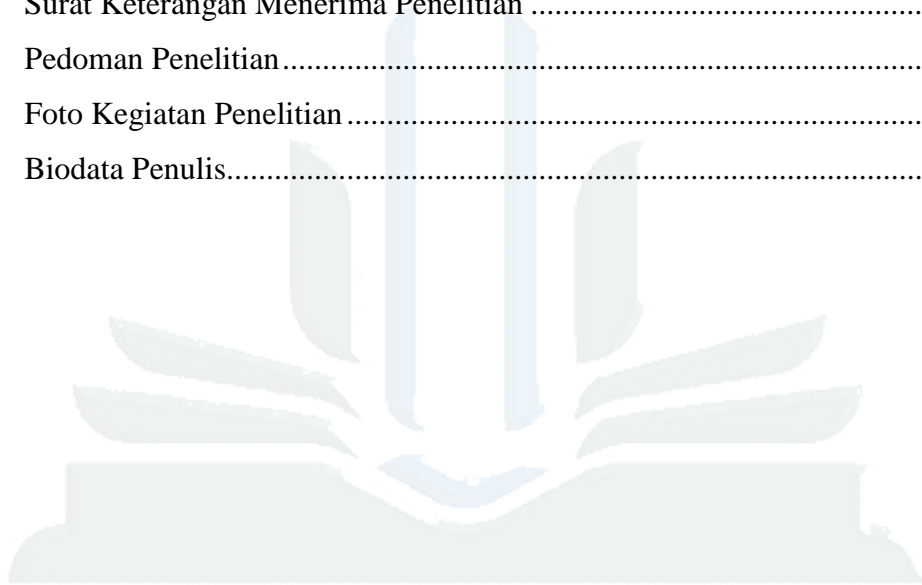 Surat Keterangan Menerima Penelitian ................................................
Pedoman Penelitian..............................................................................
Foto Kegiatan Penelitian......................................................................
Biodata Penulis.....................................................................................